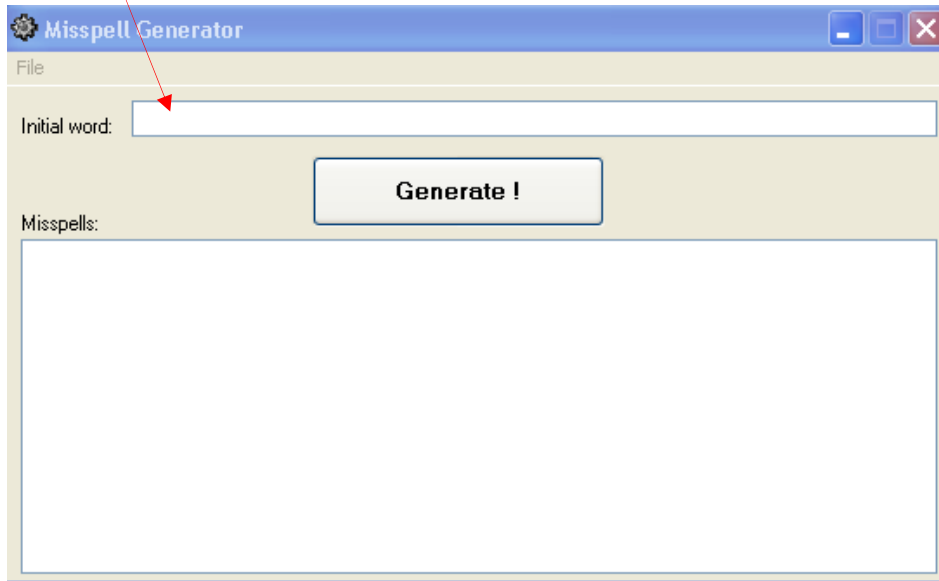 Misspell Generator
File
Initial word:
Generate !
Misspells: